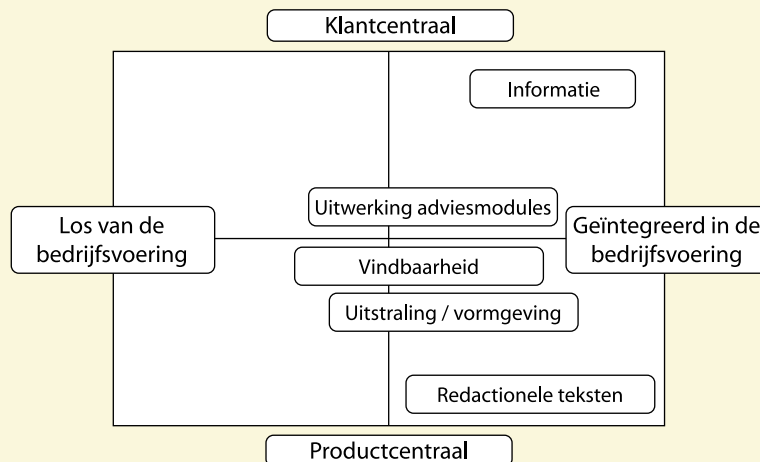 Klantcentraal
Informatie
Uitwerking adviesmodules
Los van de
bedrijfsvoering
Geïntegreerd in de
bedrijfsvoering
Vindbaarheid
Uitstraling / vormgeving
Redactionele teksten
Productcentraal